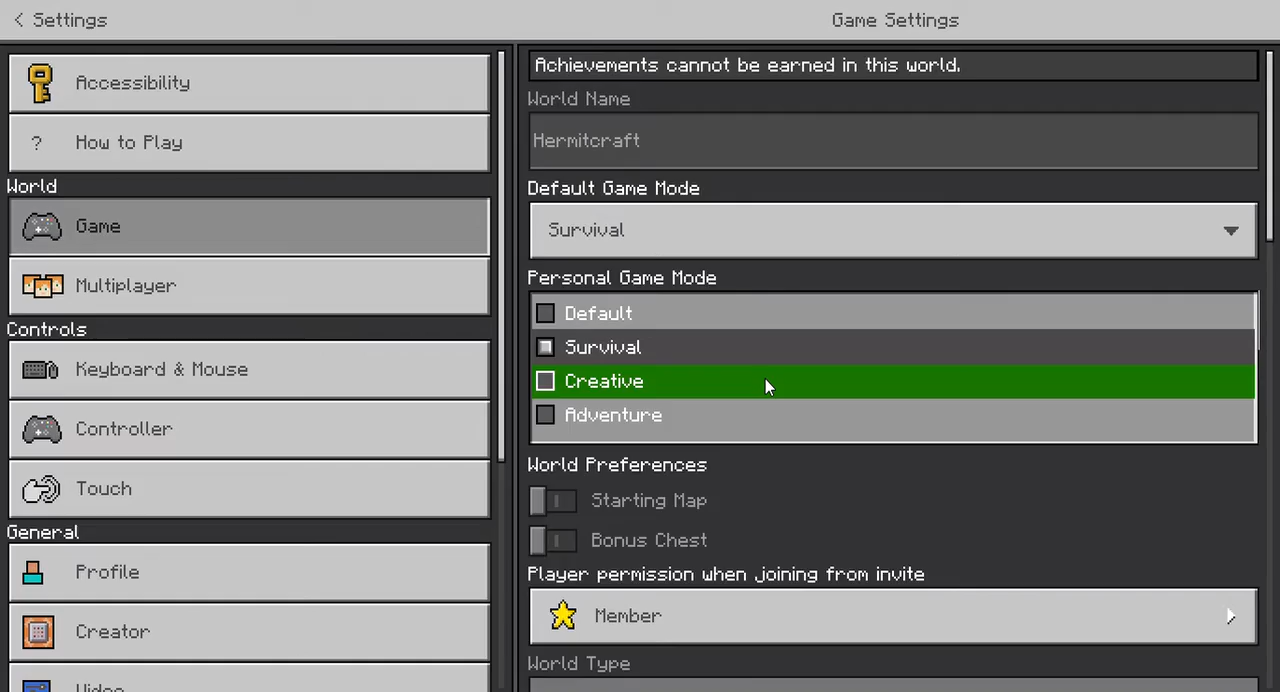 Settings
Game Settings
Accessibility
? How to Play
World
Game
Multiplayer
Controls
Keyboard & Mouse
Controller
Touch
General
Profile
Creator
Video
Achievements cannot be earned in this world.
World Name
Hermitcraft
Default Game Mode
Survival
Personal Game Mode
Default
Survival
Creative
Adventure
World Preferences
Starting Map
Bonus Chest
Player permission when joining from invite
Member
World Type